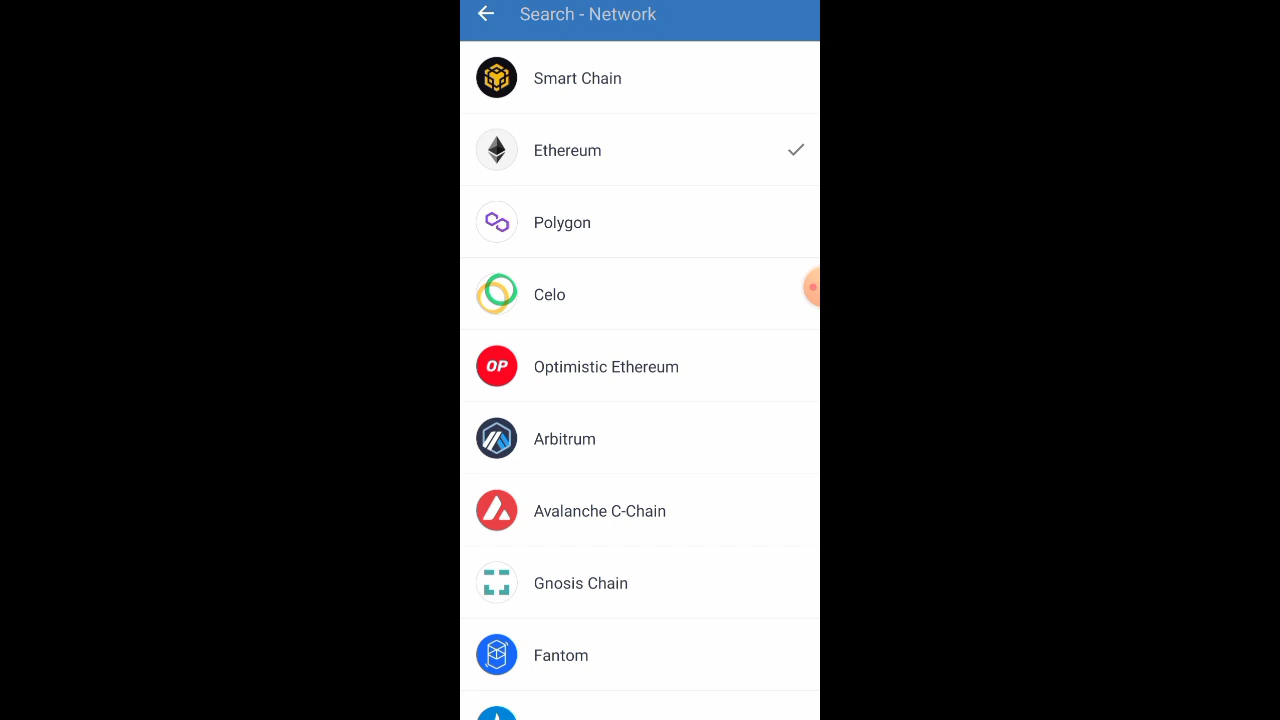 Search - Network
Smart Chain
Ethereum
Polygon
Celo
OP
Optimistic Ethereum
Arbitrum
Avalanche C-Chain
Gnosis Chain
Fantom